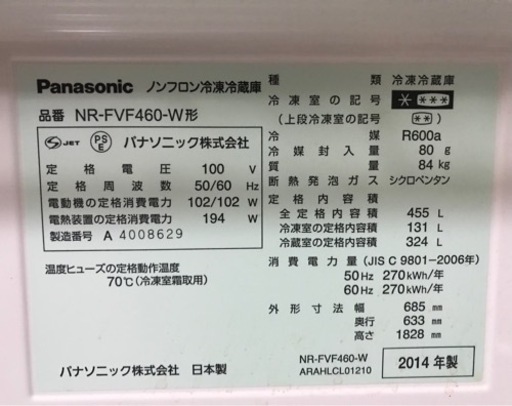 Panasonic ノンフロン冷凍冷蔵庫
品番 NR-FVF460-W形
JET PSE パナソニック株式会社
定格電圧 100 V
定格周波数 50/60 Hz
電動機の定格消費電力 102/102 W
電熱装置の定格消費電力 194 W
製造番号 A 4008629
温度ヒューズの定格動作温度
70℃(冷凍室霜取用)
パナソニック株式会社 日本製
種類 冷凍冷蔵庫
冷凍室の記号 * ***
(上段冷凍室の記号 **)
冷媒 R600a
冷媒封入量 80 g
質量 84 kg
断熱発泡ガス シクロペンタン
定格内容積
全定格内容積 455 L
冷凍室の定格内容積 131 L
冷蔵室の定格内容積 324 L
消費電力量(JIS C 9801-2006年)
50Hz 270kWh/年
60Hz 270kWh/年
外形寸法 幅 685 mm
奥行 633 mm
高さ 1828 mm
NR-FVF460-W
ARAHLCL01210
2014年製